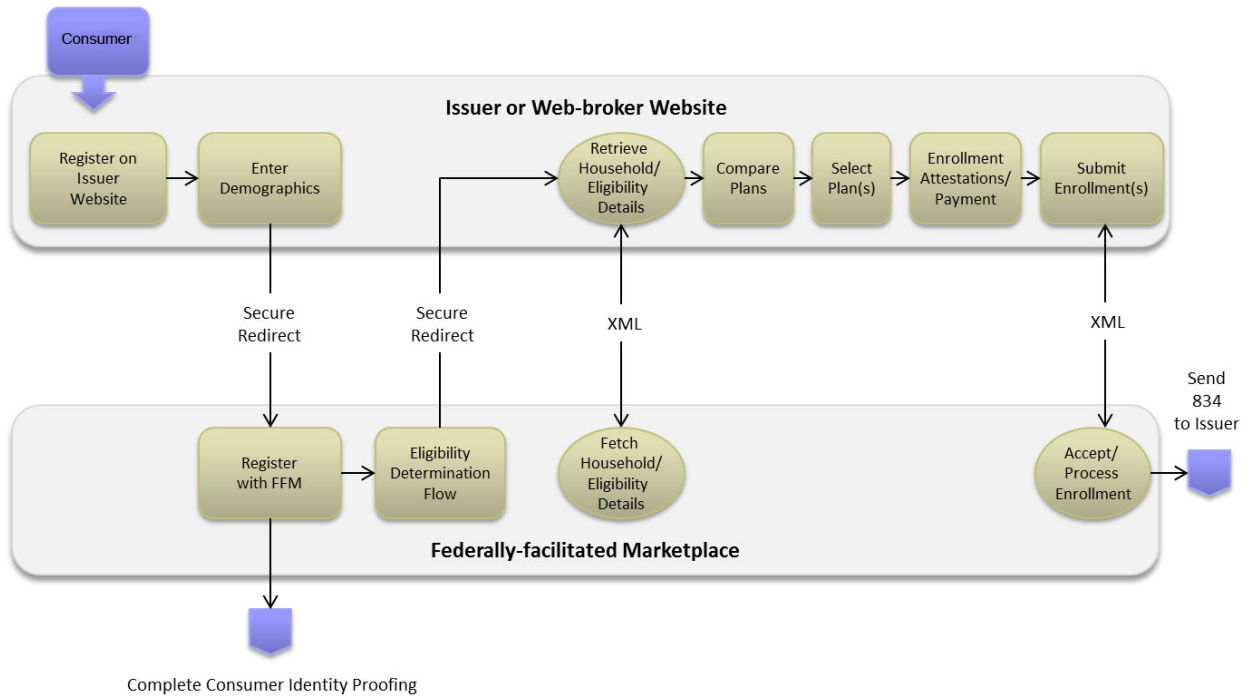 Consumer
Issuer or Web-broker Website
Register on
Issuer
Website
Enter
Demographics
Retrieve
Household/
Eligibility
Details
Compare
Plans
Select
Plan(s)
Enrollment
Attestations/
Payment
Submit
Enrollment(s)
Secure
Redirect
Secure
Redirect
XML
XML
Send
834
to Issuer
Register
with FFM
Eligibility
Determination
Flow
Fetch
Household/
Eligibility
Details
Accept/
Process
Enrollment
Federally-facilitated Marketplace
Complete Consumer Identity Proofing